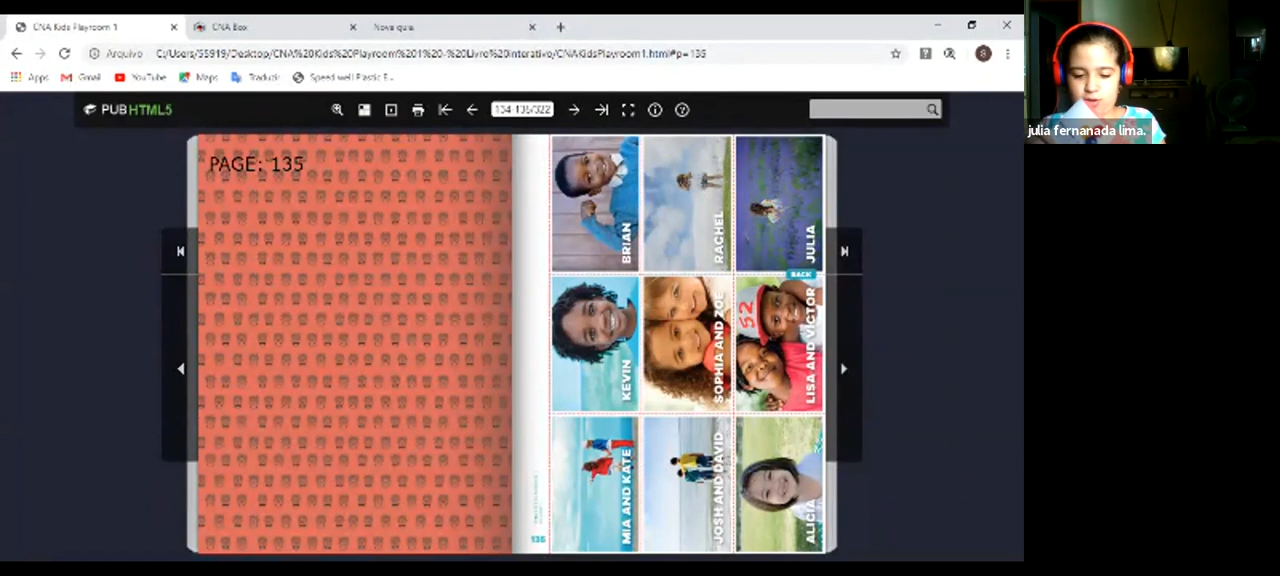 CNA Kids Playroom 1
CNA Box
Nova guia
Arquivo
C:/Users/55919/Desktop/CNA%20Kids%20Playroom%201%20-%20Livro%20Interativo/CNAKidsPlayroom1.html#p=135
S
Apps
Gmail
YouTube
Maps
Traduzir
Speed well Plastic E...
PUBHTML5
134-135/322
PAGE: 135
BRIAN
RACHEL
JULIA
BACK
KEVIN
SOPHIA AND ZOE
52
LISA AND VICTOR
MIA AND KATE
JOSH AND DAVID
ALICIA
135
julia fernanada lima.